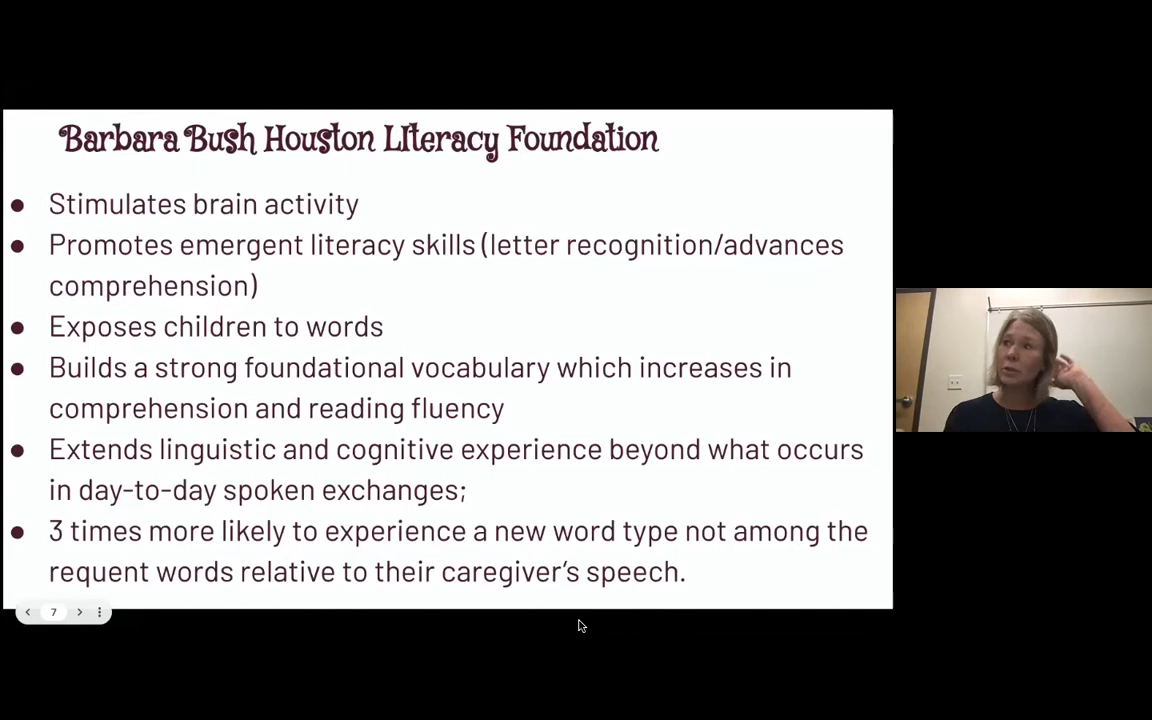 Barbara Bush Houston LIteracy Foundation
● Stimulates brain activity
● Promotes emergent literacy skills (letter recognition/advances
comprehension)
● Exposes children to words
● Builds a strong foundational vocabulary which increases in
comprehension and reading fluency
● Extends linguistic and cognitive experience beyond what occurs
in day-to-day spoken exchanges;
● 3 times more likely to experience a new word type not among the
requent words relative to their caregiver's speech.
7